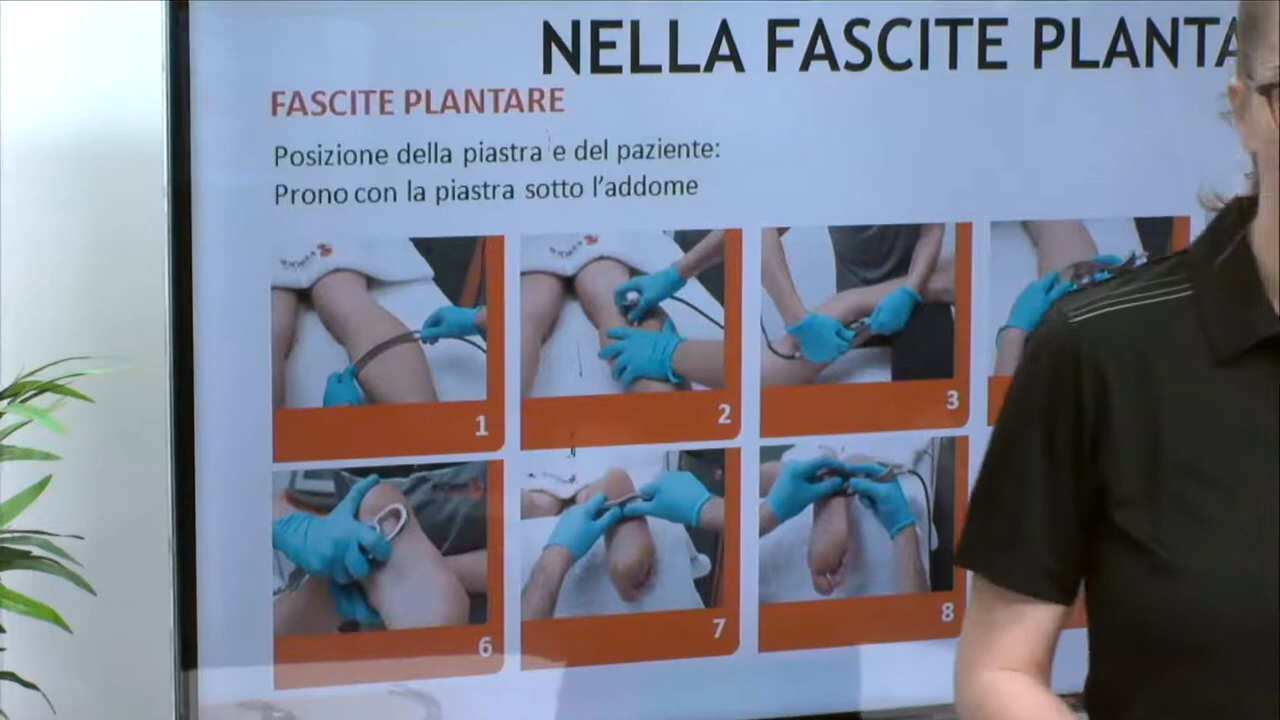 NELLA FASCITE PLANTA
FASCITE PLANTARE
Posizione della piastra e del paziente:
Prono con la piastra sotto l'addome
1
2
3
6
7
8